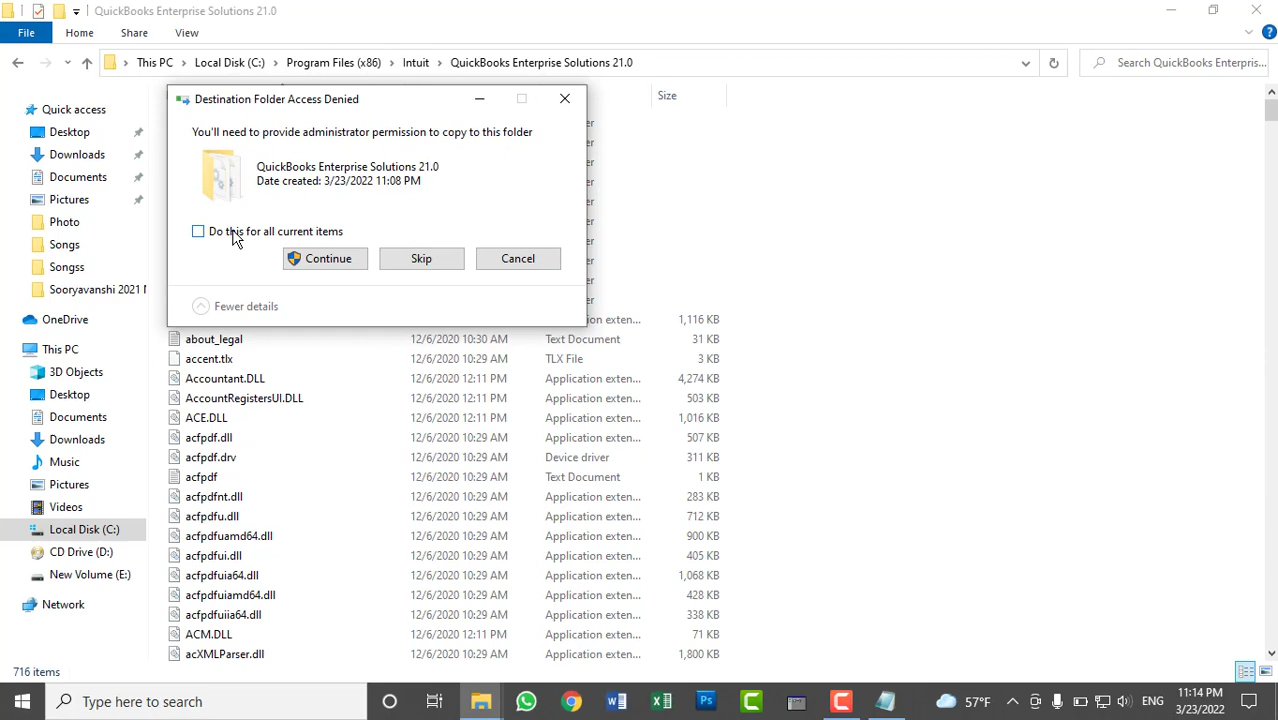 QuickBooks Enterprise Solutions 21.0
File Home Share View
This PC Local Disk (C:) Program Files (x86) Intuit QuickBooks Enterprise Solutions 21.0 Search QuickBooks Enterpris...
Quick access
Desktop
Downloads
Documents
Pictures
Photo
Songs
Songss
Sooryavanshi 2021
OneDrive
This PC
3D Objects
Desktop
Documents
Downloads
Music
Pictures
Videos
Local Disk (C:)
CD Drive (D:)
New Volume (E:)
Network
Size
Destination Folder Access Denied
You'll need to provide administrator permission to copy to this folder
QuickBooks Enterprise Solutions 21.0
Date created: 3/23/2022 11:08 PM
Do this for all current items
Continue Skip Cancel
Fewer details
1,116 KB
about_legal 12/6/2020 10:30 AM Text Document 31 KB
accent.tlx 12/6/2020 10:29 AM TLX File 3 KB
Accountant.DLL 12/6/2020 12:11 PM Application exten... 4,274 KB
AccountRegistersUI.DLL 12/6/2020 12:11 PM Application exten... 503 KB
ACE.DLL 12/6/2020 12:11 PM Application exten... 1,016 KB
acfpdf.dll 12/6/2020 10:29 AM Application exten... 507 KB
acfpdf.drv 12/6/2020 10:29 AM Device driver 311 KB
acfpdf 12/6/2020 10:29 AM Text Document 1 KB
acfpdfnt.dll 12/6/2020 10:29 AM Application exten... 283 KB
acfpdfu.dll 12/6/2020 10:29 AM Application exten... 712 KB
acfpdfuamd64.dll 12/6/2020 10:29 AM Application exten... 900 KB
acfpdfui.dll 12/6/2020 10:29 AM Application exten... 405 KB
acfpdfuia64.dll 12/6/2020 10:29 AM Application exten... 1,068 KB
acfpdfuiamd64.dll 12/6/2020 10:29 AM Application exten... 428 KB
acfpdfuiia64.dll 12/6/2020 10:29 AM Application exten... 338 KB
ACM.DLL 12/6/2020 12:11 PM Application exten... 71 KB
acXMLParser.dll 12/6/2020 10:29 AM Application exten... 1,800 KB
716 items
Type here to search 57°F ENG 11:14 PM
3/23/2022